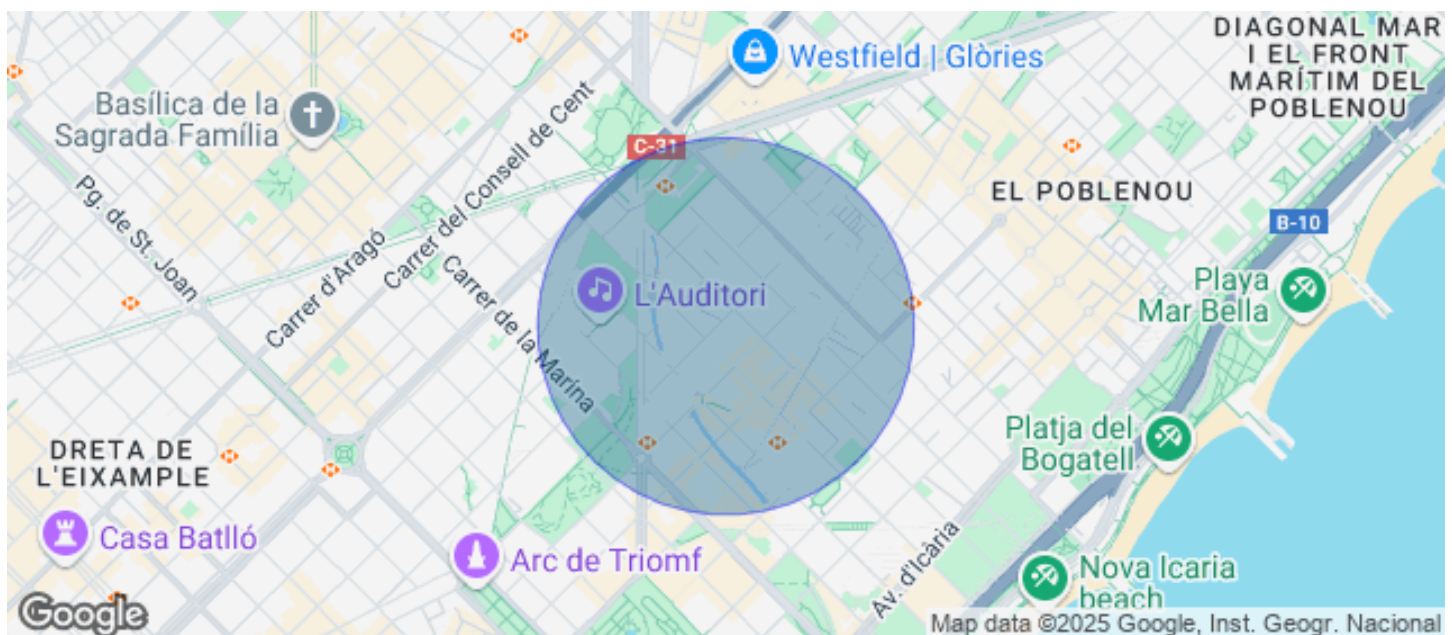 DIAGONAL MAR
I EL FRONT
MARÍTIM DEL
POBLENOU
Westfield | Glòries
Basílica de la
Sagrada Família
Carrer del Consell de Cent
C-31
Pg. de St. Joan
Carrer d'Aragó
EL POBLENOU
B-10
Carrer de la Marina
L'Auditori
Playa
Mar Bella
DRETA DE
L'EIXAMPLE
Platja del
Bogatell
Casa Batlló
Arc de Triomf
Av. d'Icària
Nova Icaria
beach
Google
Map data ©2025 Google, Inst. Geogr. Nacional